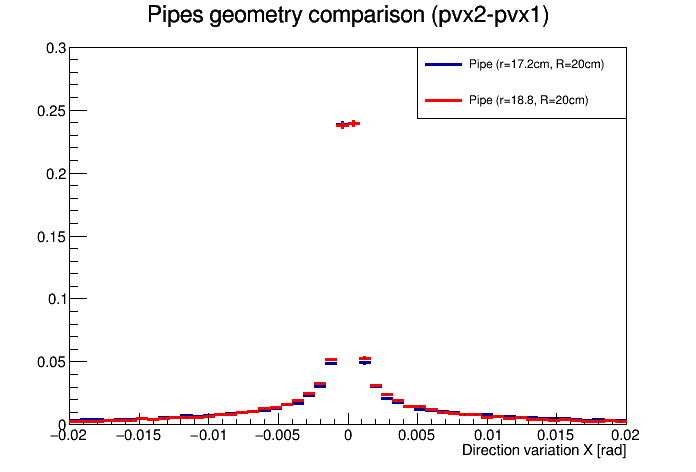 Pipes geometry comparison (pvx2-pvx1)
0.3
Pipe (r=17.2cm, R=20cm)
Pipe (r=18.8, R=20cm)
0.25
0.2
0.15
0.1
0.05
0
−0.02 −0.015 −0.01 −0.005 0 0.005 0.01 0.015 0.02
Direction variation X [rad]